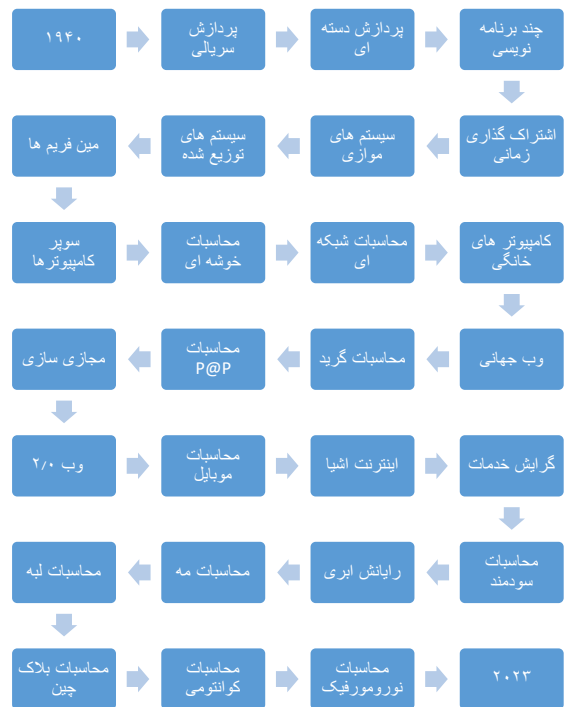 ۱۹۴۰
پردازش
سریالی
پردازش دسته
ای
چند برنامه
نویسی
اشتراک گذاری
زمانی
سیستم های
موازی
سیستم های
توزیع شده
مین فریم ها
سوپر
کامپیوترها
محاسبات
خوشه ای
محاسبات شبکه
ای
کامپیوتر های
خانگی
وب جهانی
محاسبات گرید
محاسبات
P@P
مجازی سازی
وب ۲/۰
محاسبات
موبایل
اینترنت اشیا
گرایش خدمات
محاسبات
سودمند
رایانش ابری
محاسبات مه
محاسبات لبه
محاسبات بلاک
چین
محاسبات
کوانتومی
محاسبات
نورومورفیک
۲۰۲۳